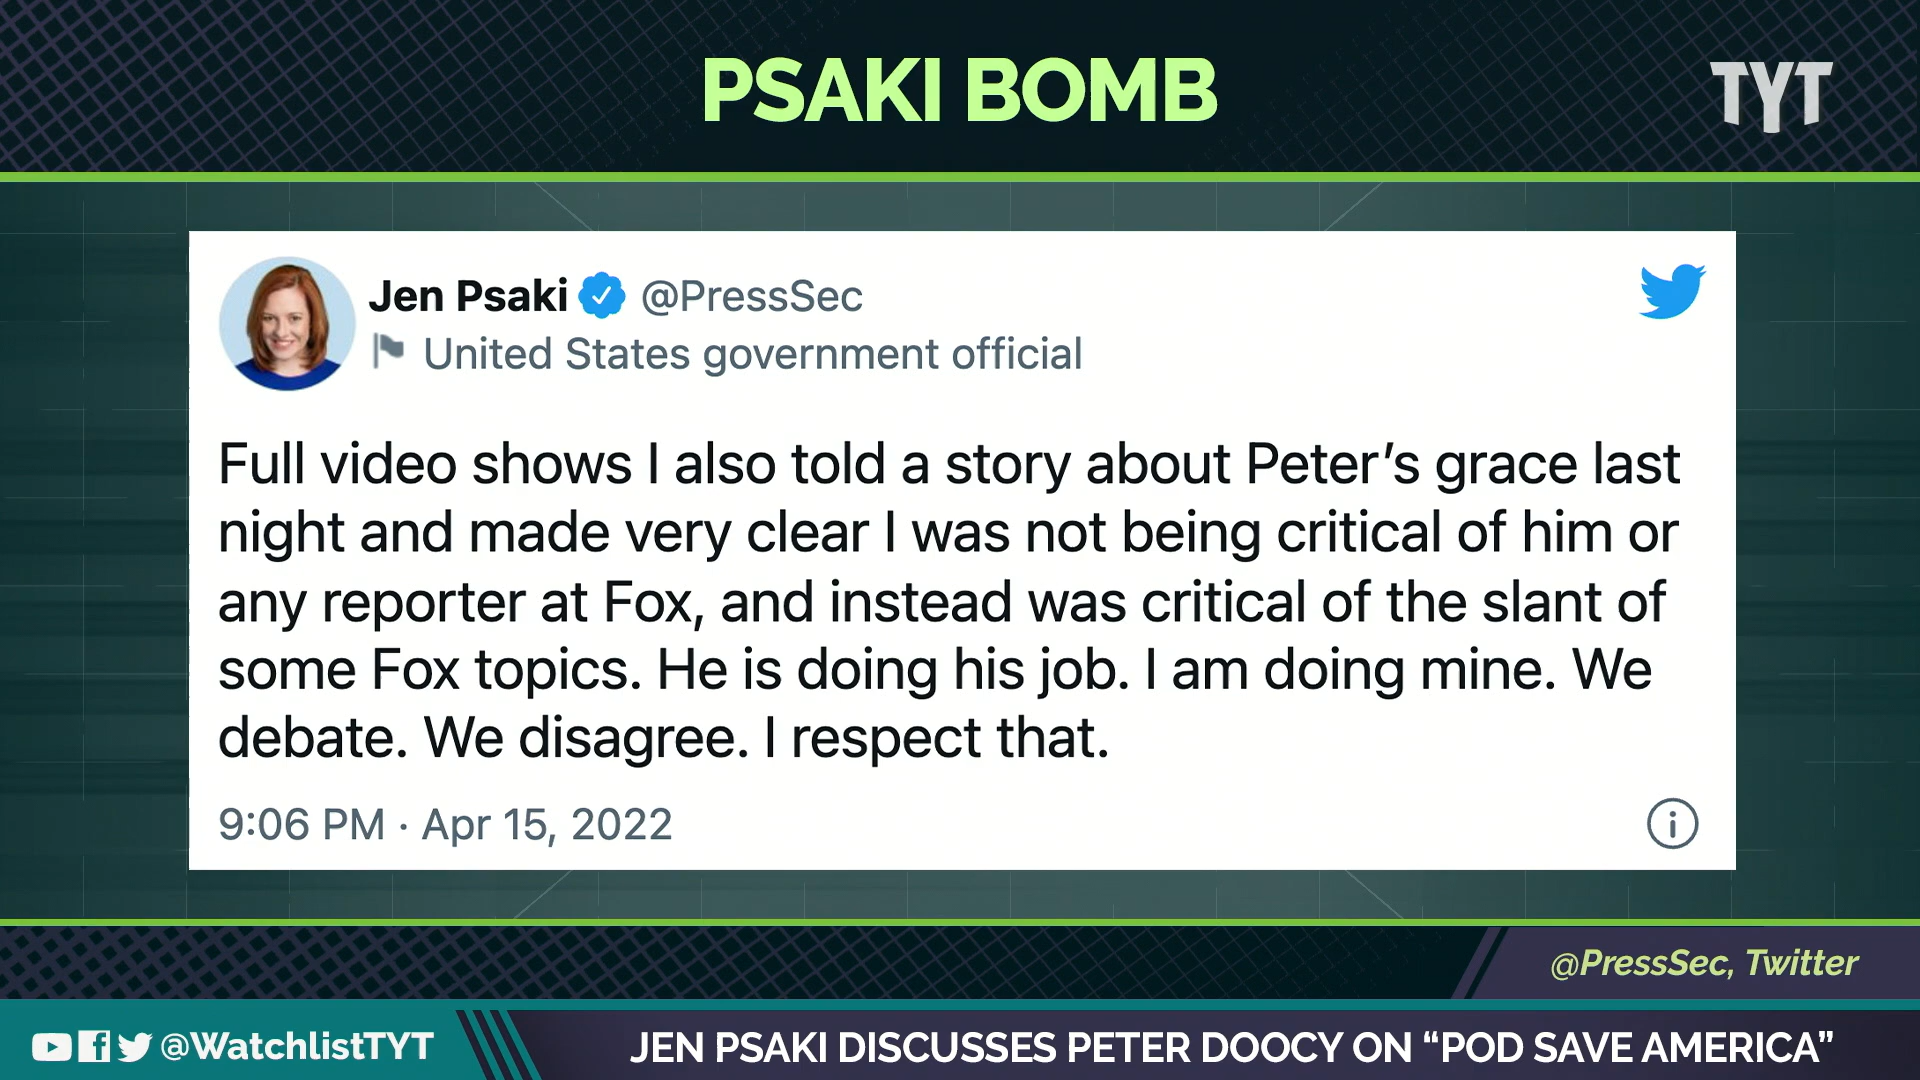 PSAKI BOMB
TYT
Jen Psaki @PressSec
United States government official
Full video shows I also told a story about Peter’s grace last
night and made very clear I was not being critical of him or
any reporter at Fox, and instead was critical of the slant of
some Fox topics. He is doing his job. I am doing mine. We
debate. We disagree. I respect that.
9:06 PM · Apr 15, 2022
@PressSec, Twitter
@WatchlistTYT
JEN PSAKI DISCUSSES PETER DOOCY ON “POD SAVE AMERICA”